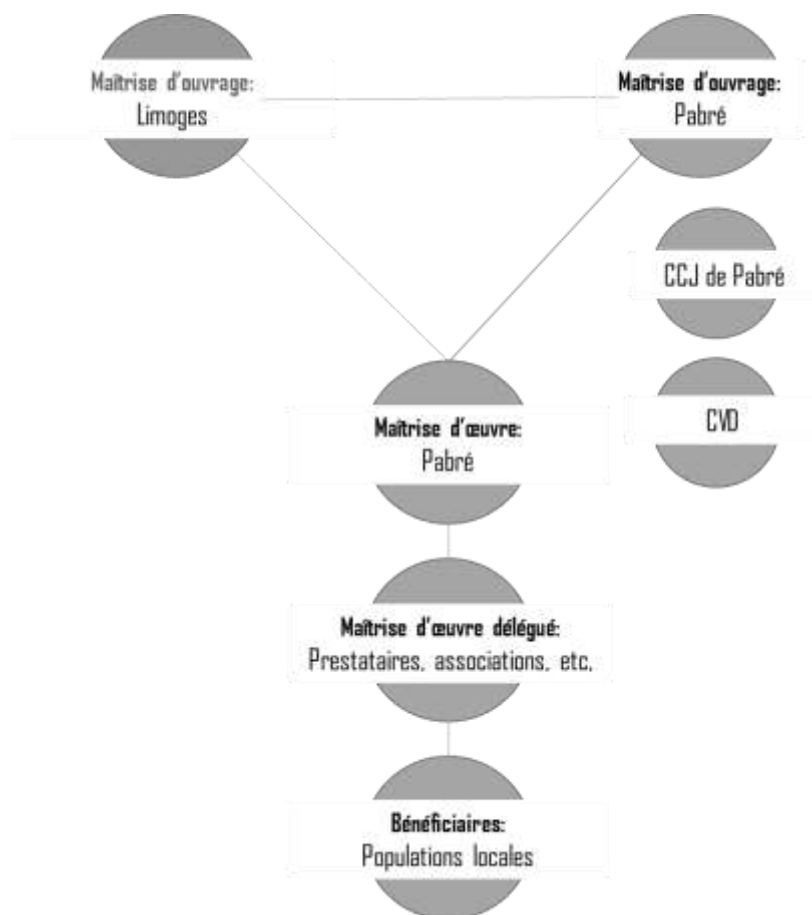 Maîtrise d'ouvrage:
Limoges
Maîtrise d'ouvrage:
Pabré
CCJ de Pabré
CVD
Maîtrise d'œuvre:
Pabré
Maîtrise d'œuvre délégué:
Prestataires, associations, etc.
Bénéficiaires:
Populations locales